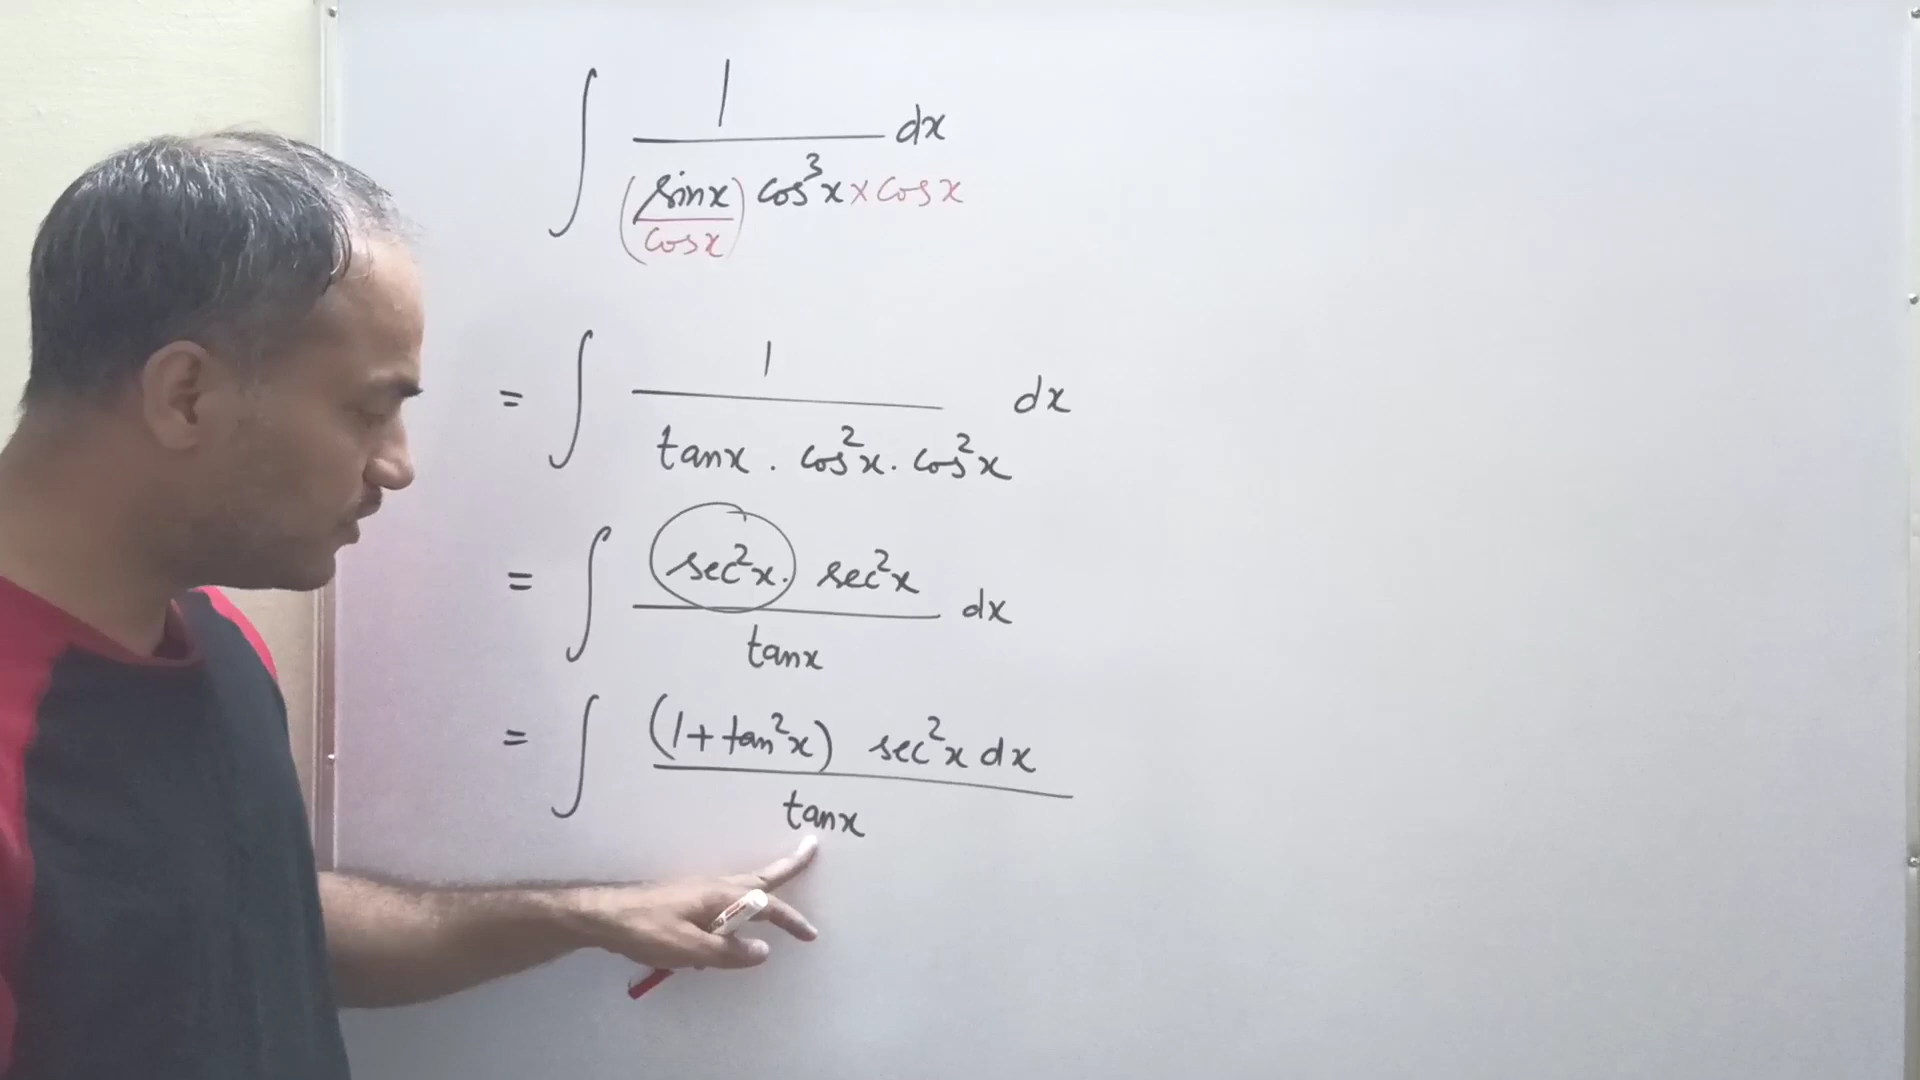 ∫ 1 / ((sinx/cosx) cos³x × cosx) dx
= ∫ 1 / (tanx . cos²x . cos²x) dx
= ∫ (sec²x . sec²x) / tanx dx
= ∫ (1 + tan²x) sec²x dx / tanx